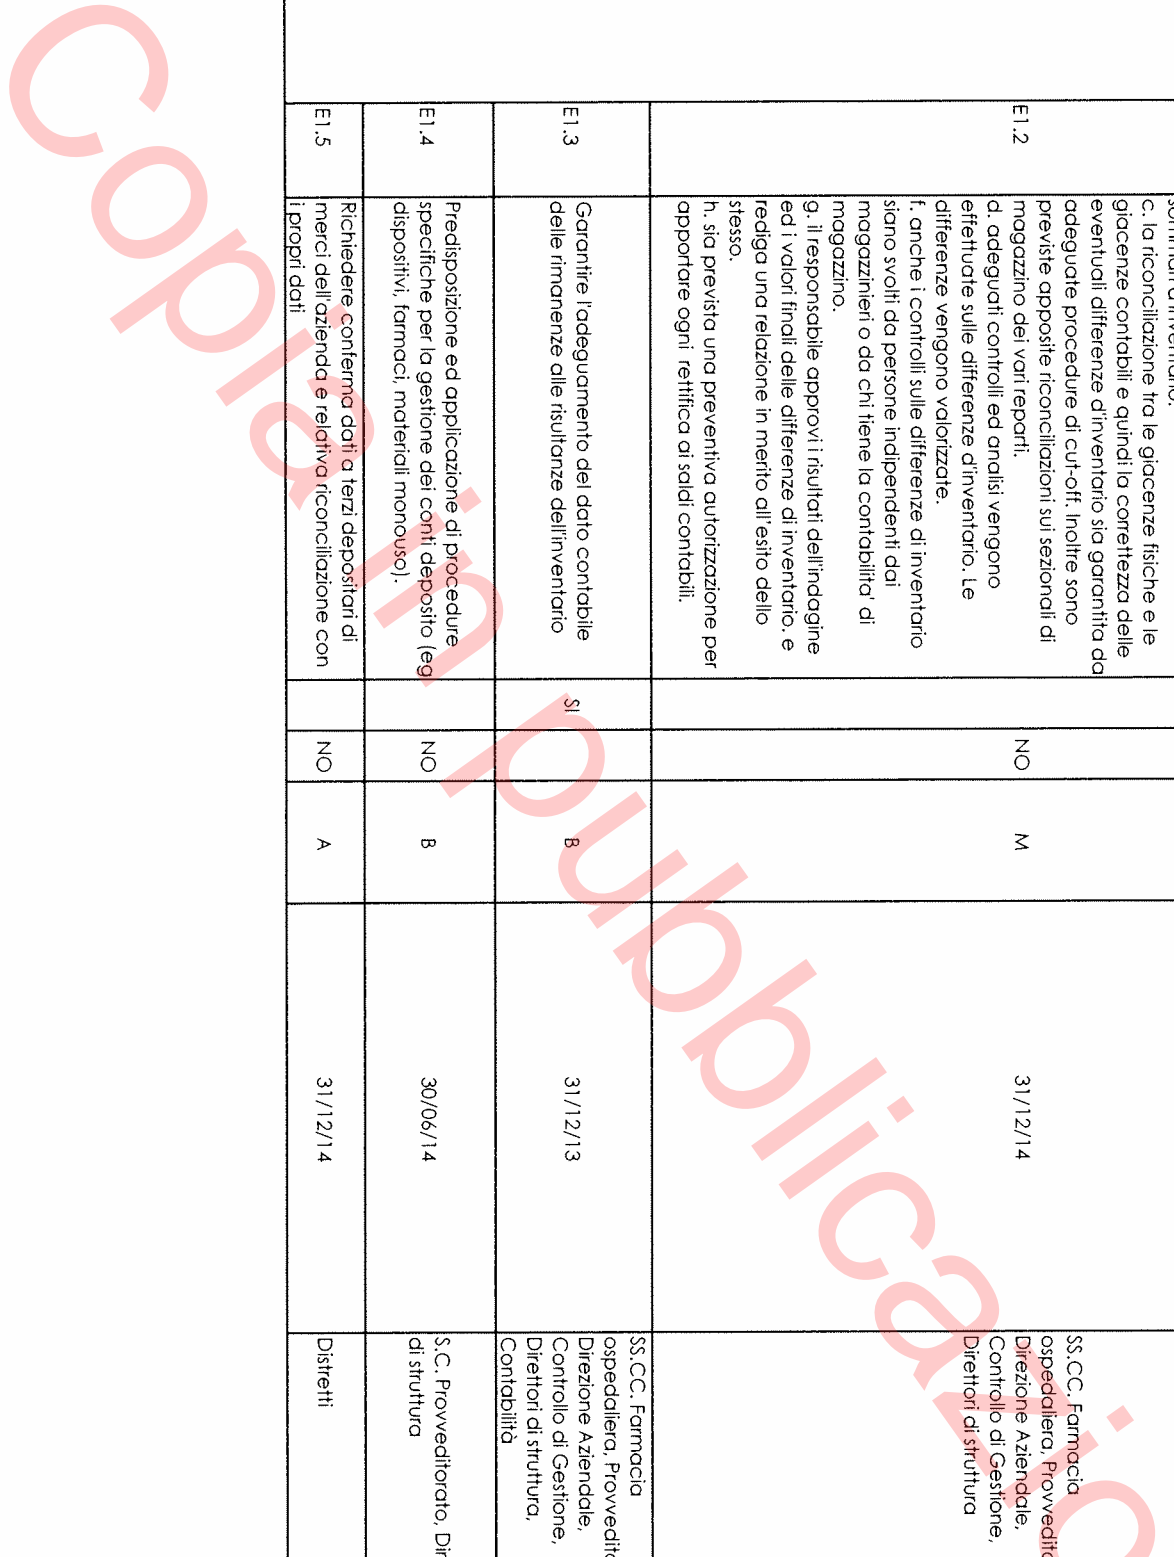 c. la riconciliazione tra le giacenze fisiche e le
giacenze contabili e quindi la correttezza delle
eventuali differenze d'inventario sia garantita da
adeguate procedure di cut-off. Inoltre sono
previste apposite riconciliazioni sui sezionali di
magazzino dei vari reparti.
d. adeguati controlli ed analisi vengono
effettuate sulle differenze d'inventario. Le
differenze vengono valorizzate.
f. anche i controlli sulle differenze di inventario
siano svolti da persone indipendenti dai
magazzinieri o da chi tiene la contabilita' di
magazzino.
g. il responsabile approvi i risultati dell'indagine
ed i valori finali delle differenze di inventario. e
rediga una relazione in merito all'esito dello
stesso.
h. sia prevista una preventiva autorizzazione per
apportare ogni rettifica ai saldi contabili.
E1.2
NO
M
31/12/14
SS.CC. Farmacia
ospedaliera,
Direzione Aziendale,
Controllo di Gestione,
Direttori di struttura
E1.3
Garantire l'adeguamento del dato contabile
delle rimanenze alle risultanze dell'inventario
SI
B
31/12/13
SS.CC. Farmacia
ospedaliera,
Direzione Aziendale,
Controllo di Gestione,
Direttori di struttura,
Contabilità
E1.4
Predisposizione ed applicazione di procedure
specifiche per la gestione dei conti deposito (eg
dispositivi, farmaci, materiali monouso).
NO
B
30/06/14
S.C. Provveditorato,
di struttura
E1.5
Richiedere conferma dati a terzi depositari di
merci dell'azienda e relativa riconciliazione con
i propri dati
NO
A
31/12/14
Distretti
Copia in